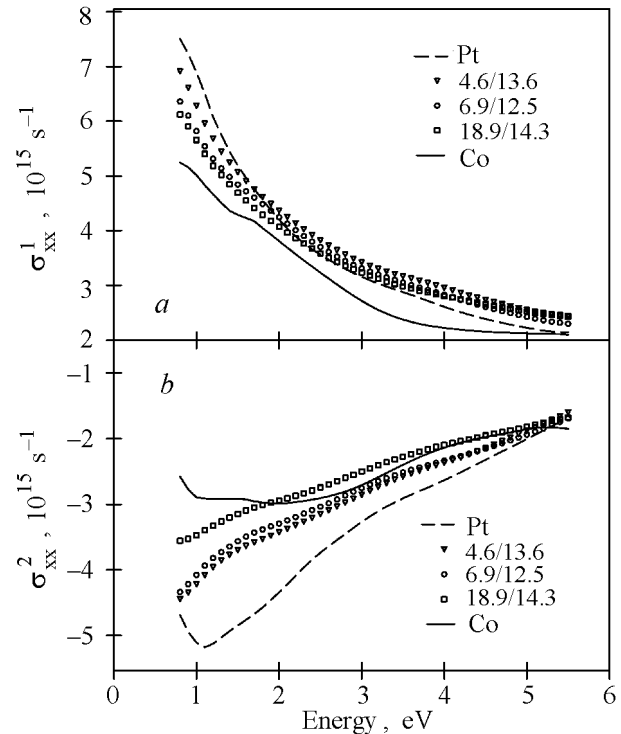 8
7
6
5
4
3
2
σ¹xx , 10¹⁵ s⁻¹
Pt
4.6/13.6
6.9/12.5
18.9/14.3
Co
a
−1
−2
−3
−4
−5
σ²xx , 10¹⁵ s⁻¹
b
Pt
4.6/13.6
6.9/12.5
18.9/14.3
Co
0 1 2 3 4 5 6
Energy , eV